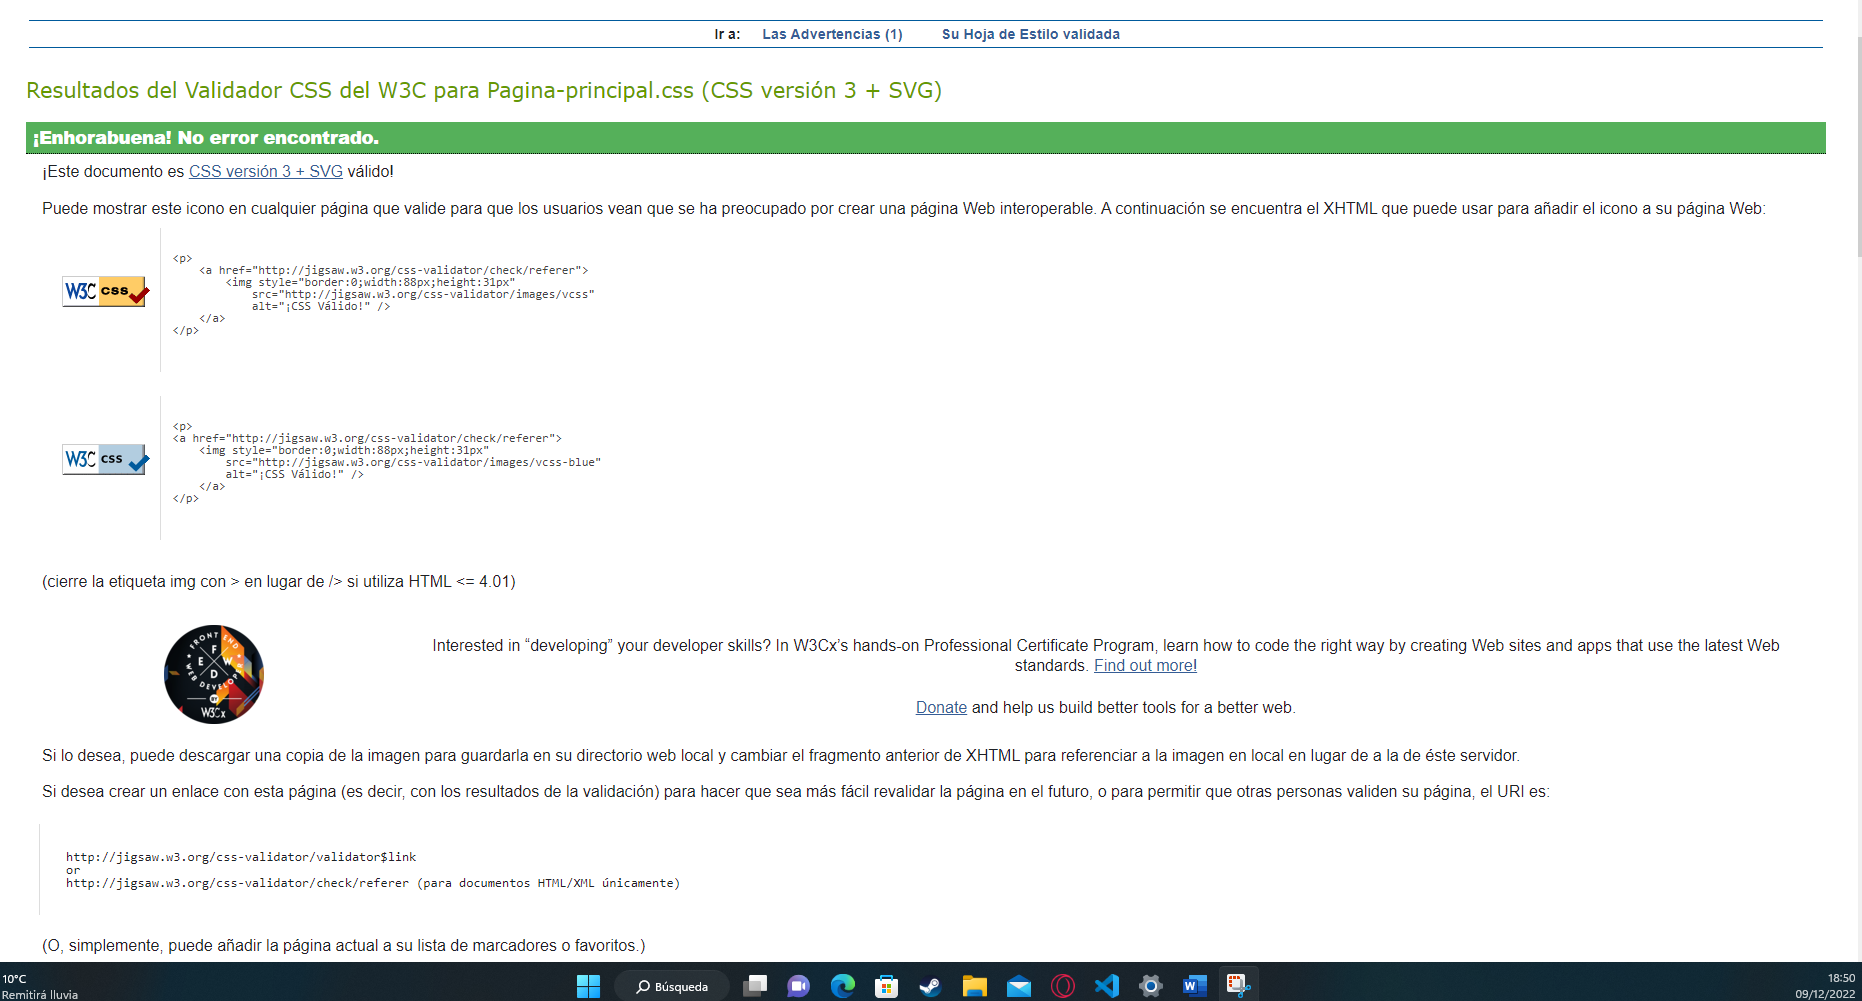 Ir a: Las Advertencias (1) Su Hoja de Estilo validada
Resultados del Validador CSS del W3C para Pagina-principal.css (CSS versión 3 + SVG)
¡Enhorabuena! No error encontrado.
¡Este documento es CSS versión 3 + SVG válido!
Puede mostrar este icono en cualquier página que valide para que los usuarios vean que se ha preocupado por crear una página Web interoperable. A continuación se encuentra el XHTML que puede usar para añadir el icono a su página Web:
W3C css
<p>
<a href="http://jigsaw.w3.org/css-validator/check/referer">
<img style="border:0;width:88px;height:31px"
src="http://jigsaw.w3.org/css-validator/images/vcss"
alt="¡CSS Válido!" />
</a>
</p>
W3C css
<p>
<a href="http://jigsaw.w3.org/css-validator/check/referer">
<img style="border:0;width:88px;height:31px"
src="http://jigsaw.w3.org/css-validator/images/vcss-blue"
alt="¡CSS Válido!" />
</a>
</p>
(cierre la etiqueta img con > en lugar de /> si utiliza HTML <= 4.01)
FRONT END
F
E W
D
WEB DEVELOPER
BY
W3Cx
Interested in “developing” your developer skills? In W3Cx’s hands-on Professional Certificate Program, learn how to code the right way by creating Web sites and apps that use the latest Web
standards. Find out more!
Donate and help us build better tools for a better web.
Si lo desea, puede descargar una copia de la imagen para guardarla en su directorio web local y cambiar el fragmento anterior de XHTML para referenciar a la imagen en local en lugar de a la de éste servidor.
Si desea crear un enlace con esta página (es decir, con los resultados de la validación) para hacer que sea más fácil revalidar la página en el futuro, o para permitir que otras personas validen su página, el URI es:
http://jigsaw.w3.org/css-validator/validator$link
or
http://jigsaw.w3.org/css-validator/check/referer (para documentos HTML/XML únicamente)
(O, simplemente, puede añadir la página actual a su lista de marcadores o favoritos.)
10°C
Remitirá lluvia
Búsqueda
W
18:50
09/12/2022